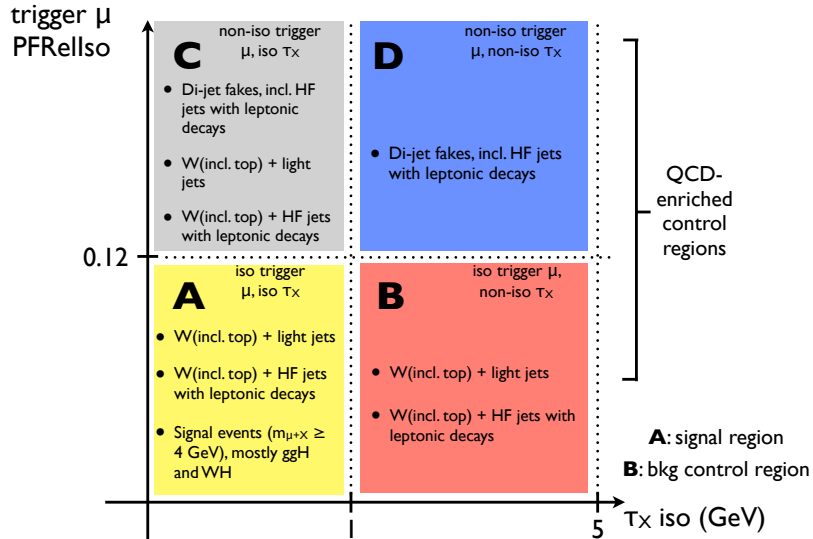 trigger μ
PFRelIso
C
non-iso trigger
μ, iso τX
• Di-jet fakes, incl. HF
jets with leptonic
decays
• W(incl. top) + light
jets
• W(incl. top) + HF jets
with leptonic decays
D
non-iso trigger
μ, non-iso τX
• Di-jet fakes, incl. HF jets
with leptonic decays
QCD-
enriched
control
regions
0.12
A
iso trigger
μ, iso τX
• W(incl. top) + light jets
• W(incl. top) + HF jets
with leptonic decays
• Signal events (mμ+X ≥
4 GeV), mostly ggH
and WH
B
iso trigger μ,
non-iso τX
• W(incl. top) + light jets
• W(incl. top) + HF jets with
leptonic decays
A: signal region
B: bkg control region
1
5
τX iso (GeV)